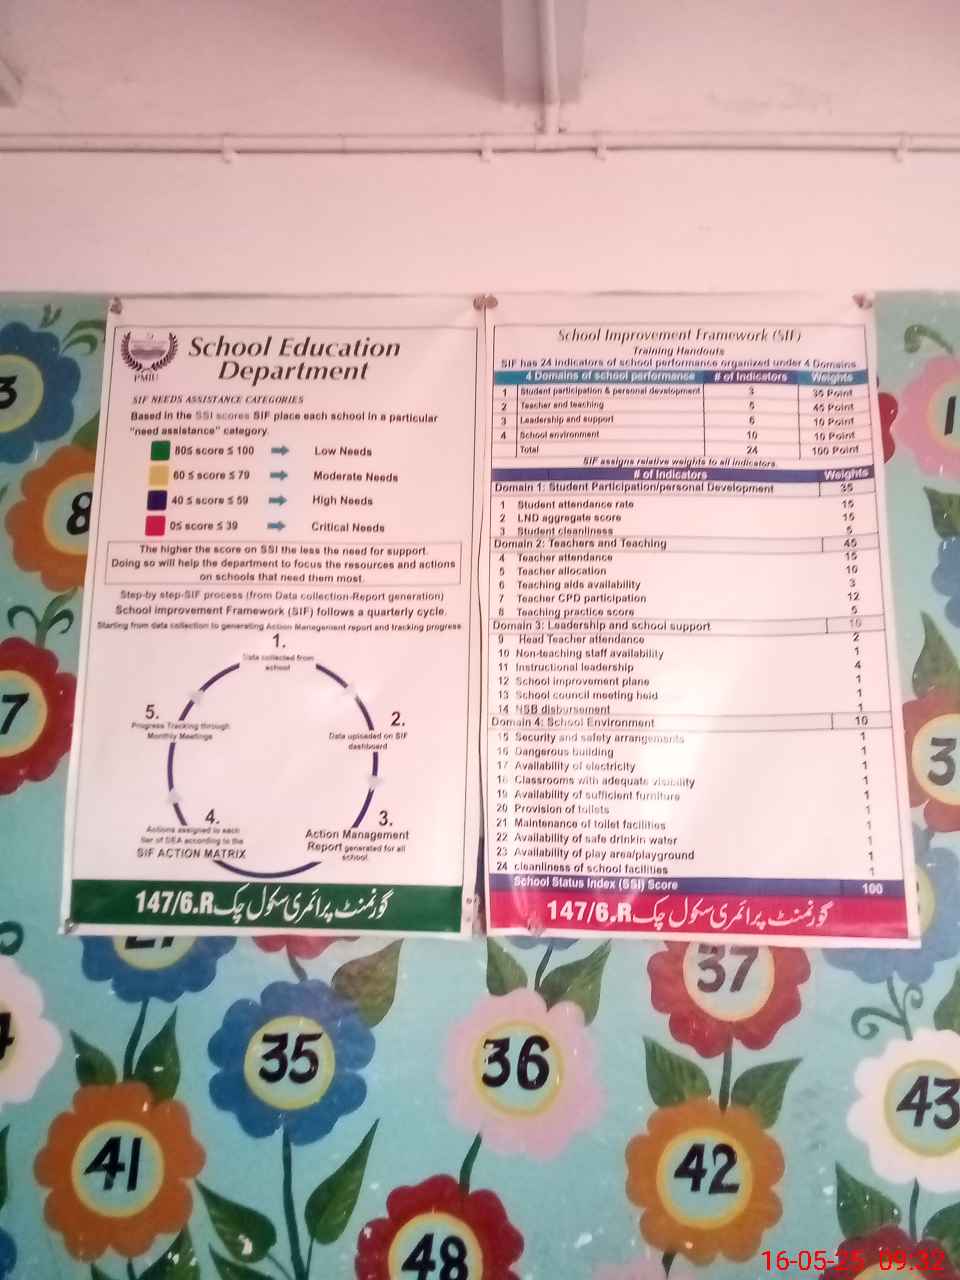 PMIU
School Education
Department
SIF NEEDS ASSISTANCE CATEGORIES
Based in the SSI scores SIF place each school in a particular
"need assistance" category.
80≤ score ≤ 100 Low Needs
60 ≤ score ≤ 79 Moderate Needs
40 ≤ score ≤ 59 High Needs
0≤ score ≤ 39 Critical Needs
The higher the score on SSI the less the need for support.
Doing so will help the department to focus the resources and actions
on schools that need them most.
Step-by step-SIF process (from Data collection-Report generation)
School improvement Framework (SIF) follows a quarterly cycle.
Starting from data collection to generating Action Management report and tracking progress
1.
Data collected from
school
2.
Data uploaded on SIF
dashboard
3.
Action Management
Report generated for all
school
4.
Actions assigned to each
tier of DEA according to the
SIF ACTION MATRIX
5.
Progress Tracking through
Monthly Meetings
گورنمنٹ پرائمری سکول چک 147/6.R
School Improvement Framework (SIF)
Training Handouts
SIF has 24 indicators of school performance organized under 4 Domains
4 Domains of school performance # of Indicators Weights
1 Student participation & personal development 3 35 Point
2 Teacher and teaching 5 45 Point
3 Leadership and support 6 10 Point
4 School environment 10 10 Point
Total 24 100 Point
SIF assigns relative weights to all indicators.
# of Indicators Weights
Domain 1: Student Participation/personal Development 35
1 Student attendance rate 15
2 LND aggregate score 15
3 Student cleanliness 5
Domain 2: Teachers and Teaching 45
4 Teacher attendance 15
5 Teacher allocation 10
6 Teaching aids availability 3
7 Teacher CPD participation 12
8 Teaching practice score 5
Domain 3: Leadership and school support 10
9 Head Teacher attendance 2
10 Non-teaching staff availability 1
11 Instructional leadership 4
12 School improvement plane 1
13 School council meeting held 1
14 NSB disbursement 1
Domain 4: School Environment 10
15 Security and safety arrangements 1
16 Dangerous building 1
17 Availability of electricity 1
18 Classrooms with adequate visibility 1
19 Availability of sufficient furniture 1
20 Provision of toilets 1
21 Maintenance of toilet facilities 1
22 Availability of safe drinkin water 1
23 Availability of play area/playground 1
24 cleanliness of school facilities 1
School Status Index (SSI) Score 100
گورنمنٹ پرائمری سکول چک 147/6.R
3
8
7
37
35
36
43
41
42
48
16-05-25 09:32